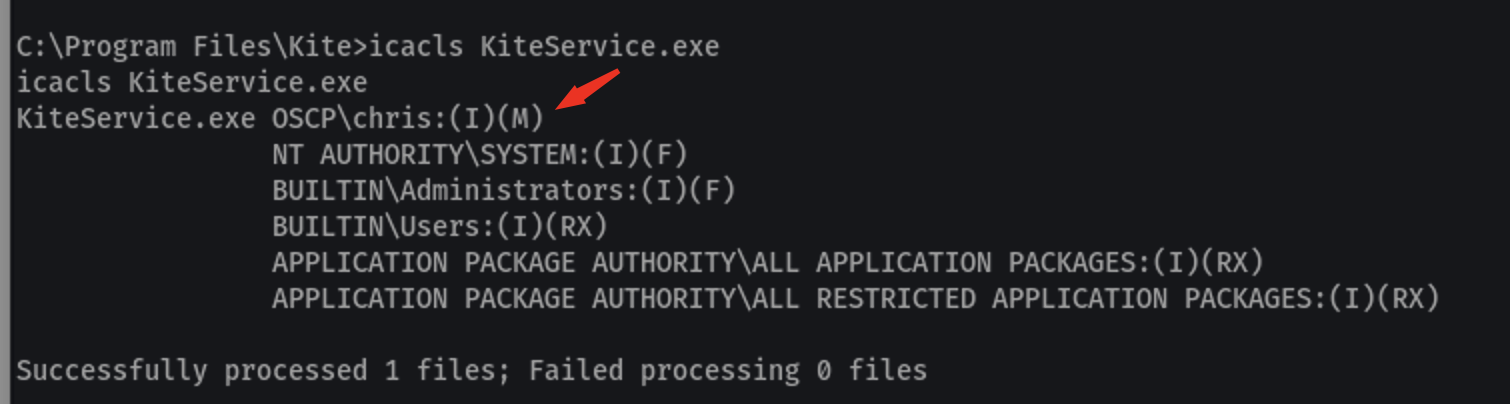 C:\Program Files\Kite>icacls KiteService.exe
icacls KiteService.exe
KiteService.exe OSCP\chris:(I)(M)
NT AUTHORITY\SYSTEM:(I)(F)
BUILTIN\Administrators:(I)(F)
BUILTIN\Users:(I)(RX)
APPLICATION PACKAGE AUTHORITY\ALL APPLICATION PACKAGES:(I)(RX)
APPLICATION PACKAGE AUTHORITY\ALL RESTRICTED APPLICATION PACKAGES:(I)(RX)
Successfully processed 1 files; Failed processing 0 files